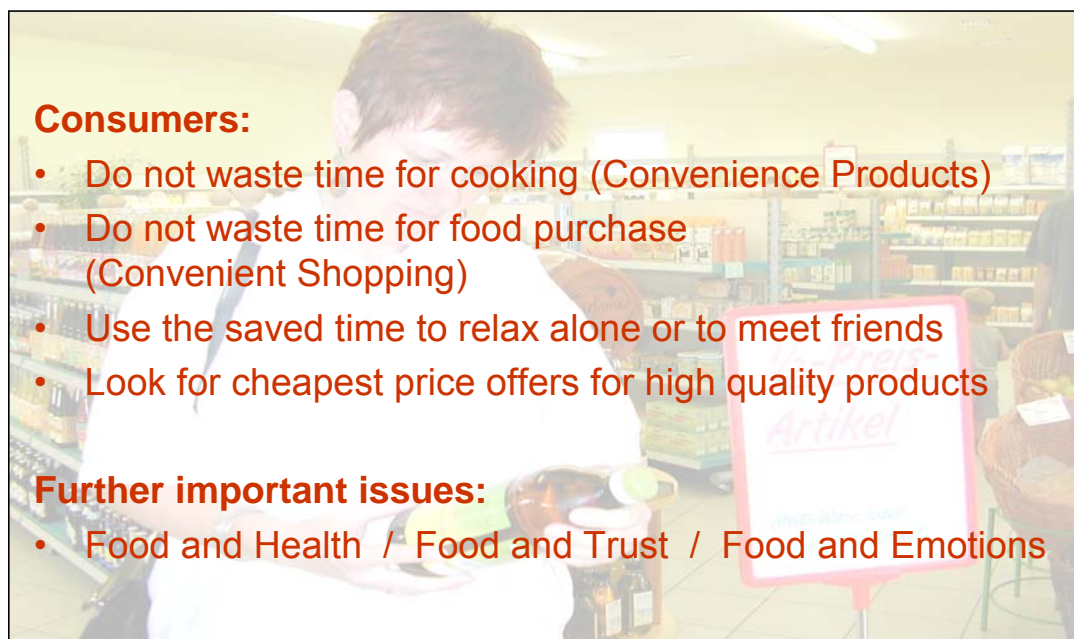 Consumers:
• Do not waste time for cooking (Convenience Products)
• Do not waste time for food purchase
(Convenient Shopping)
• Use the saved time to relax alone or to meet friends
• Look for cheapest price offers for high quality products
Artikel
Further important issues:
• Food and Health / Food and Trust / Food and Emotions